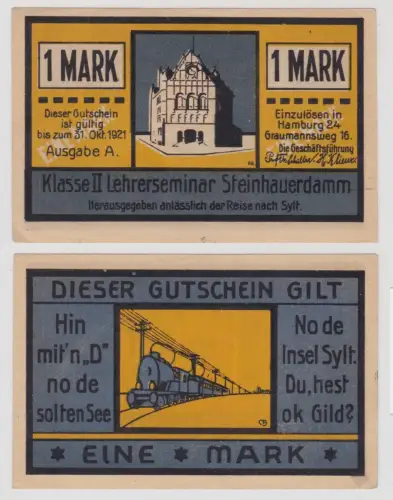 1 MARK
1 MARK
Dieser Gutschein
ist gültig
bis zum 31. Okt. 1921
Ausgabe A.
Einzulösen in
Hamburg 24
Graumannsweg 16.
Die Geschäftsführung
Klasse II Lehrerseminar Steinhauerdamm
Herausgegeben anlässlich der Reise nach Sylt.
DIESER GUTSCHEIN GILT
Hin
mit'n „D"
no de
solten See
No de
Insel Sylt.
Du, hest
ok Gild?
EINE MARK